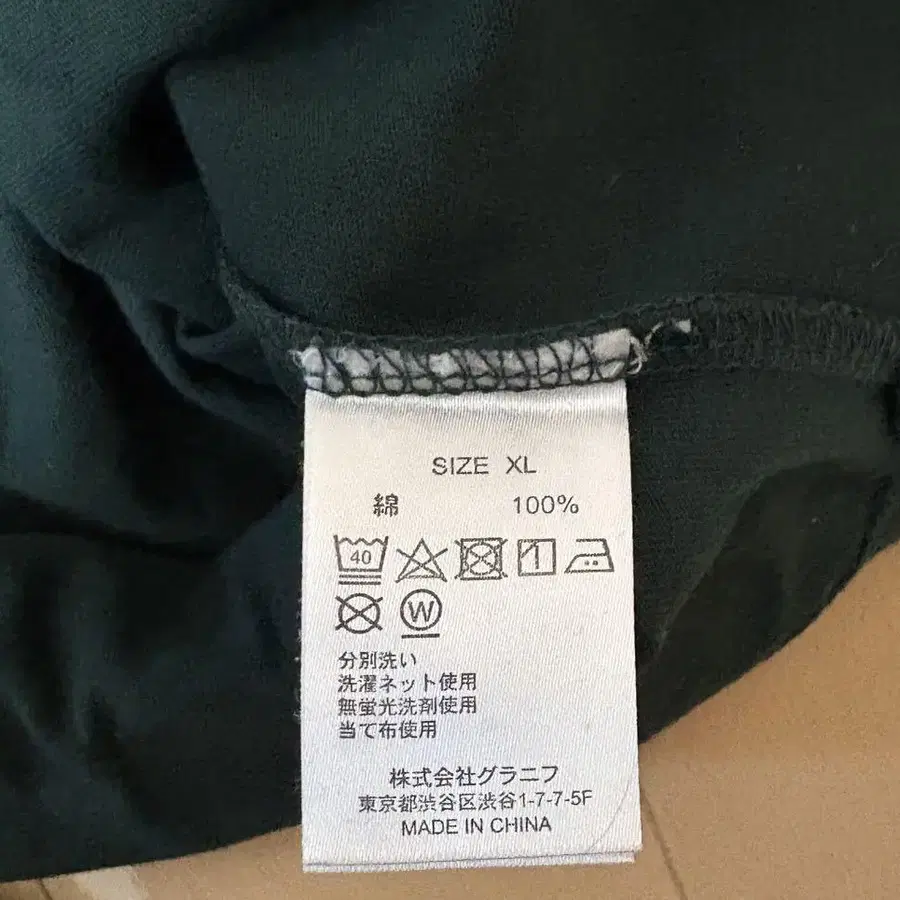 SIZE XL
綿 100%
40
W
分別洗い
洗濯ネット使用
無蛍光洗剤使用
当て布使用
株式会社グラニフ
東京都渋谷区渋谷1-7-7-5F
MADE IN CHINA